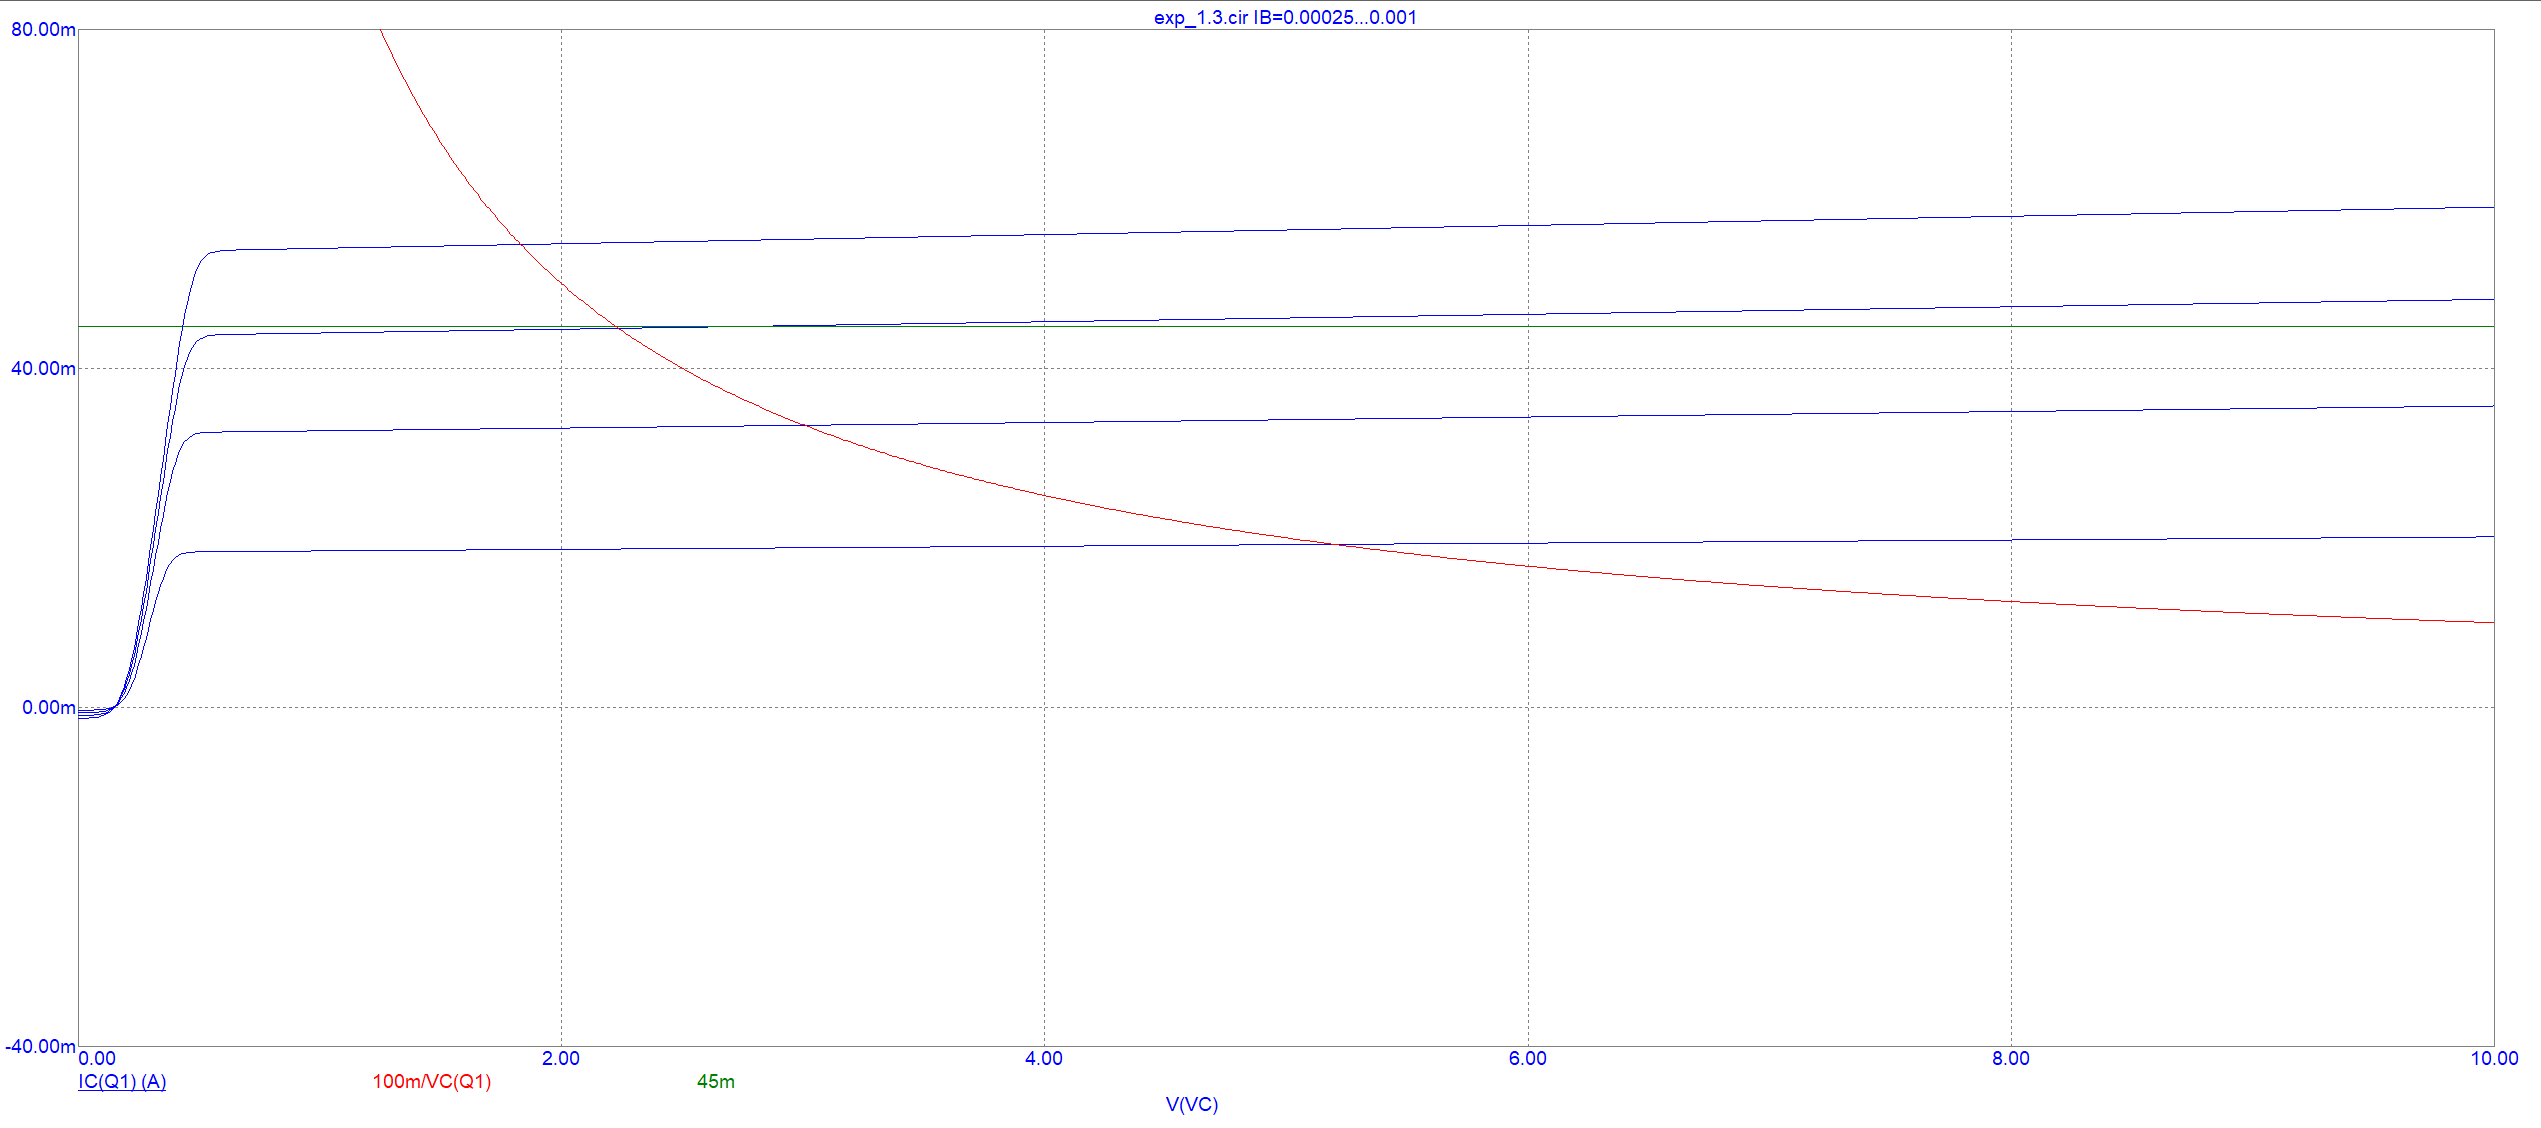 exp_1.3.cir IB=0.00025...0.001
80.00m
40.00m
0.00m
-40.00m
0.00 2.00 4.00 6.00 8.00 10.00
IC(Q1) (A) 100m/VC(Q1) 45m
V(VC)